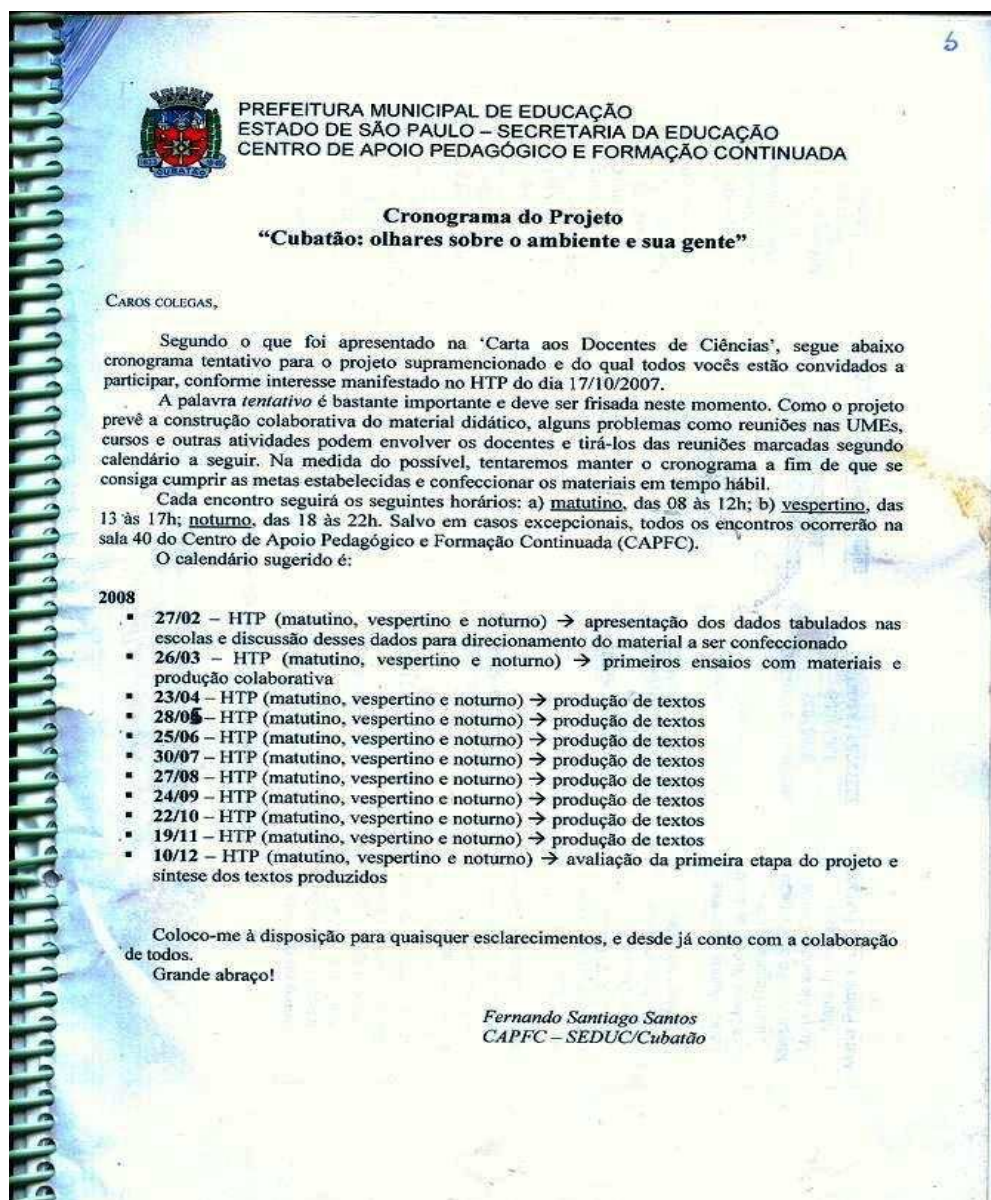 5
PREFEITURA MUNICIPAL DE EDUCAÇÃO
ESTADO DE SÃO PAULO – SECRETARIA DA EDUCAÇÃO
CENTRO DE APOIO PEDAGÓGICO E FORMAÇÃO CONTINUADA
CUBATÃO
Cronograma do Projeto
“Cubatão: olhares sobre o ambiente e sua gente”
CAROS COLEGAS,
Segundo o que foi apresentado na ‘Carta aos Docentes de Ciências’, segue abaixo
cronograma tentativo para o projeto supramencionado e do qual todos vocês estão convidados a
participar, conforme interesse manifestado no HTP do dia 17/10/2007.
A palavra tentativo é bastante importante e deve ser frisada neste momento. Como o projeto
prevê a construção colaborativa do material didático, alguns problemas como reuniões nas UMEs,
cursos e outras atividades podem envolver os docentes e tirá-los das reuniões marcadas segundo
calendário a seguir. Na medida do possível, tentaremos manter o cronograma a fim de que se
consiga cumprir as metas estabelecidas e confeccionar os materiais em tempo hábil.
Cada encontro seguirá os seguintes horários: a) matutino, das 08 às 12h; b) vespertino, das
13 às 17h; noturno, das 18 às 22h. Salvo em casos excepcionais, todos os encontros ocorrerão na
sala 40 do Centro de Apoio Pedagógico e Formação Continuada (CAPFC).
O calendário sugerido é:
2008
▪ 27/02 – HTP (matutino, vespertino e noturno) → apresentação dos dados tabulados nas
escolas e discussão desses dados para direcionamento do material a ser confeccionado
▪ 26/03 – HTP (matutino, vespertino e noturno) → primeiros ensaios com materiais e
produção colaborativa
▪ 23/04 – HTP (matutino, vespertino e noturno) → produção de textos
▪ 28/05 – HTP (matutino, vespertino e noturno) → produção de textos
▪ 25/06 – HTP (matutino, vespertino e noturno) → produção de textos
▪ 30/07 – HTP (matutino, vespertino e noturno) → produção de textos
▪ 27/08 – HTP (matutino, vespertino e noturno) → produção de textos
▪ 24/09 – HTP (matutino, vespertino e noturno) → produção de textos
▪ 22/10 – HTP (matutino, vespertino e noturno) → produção de textos
▪ 19/11 – HTP (matutino, vespertino e noturno) → produção de textos
▪ 10/12 – HTP (matutino, vespertino e noturno) → avaliação da primeira etapa do projeto e
síntese dos textos produzidos
Coloco-me à disposição para quaisquer esclarecimentos, e desde já conto com a colaboração
de todos.
Grande abraço!
Fernando Santiago Santos
CAPFC – SEDUC/Cubatão